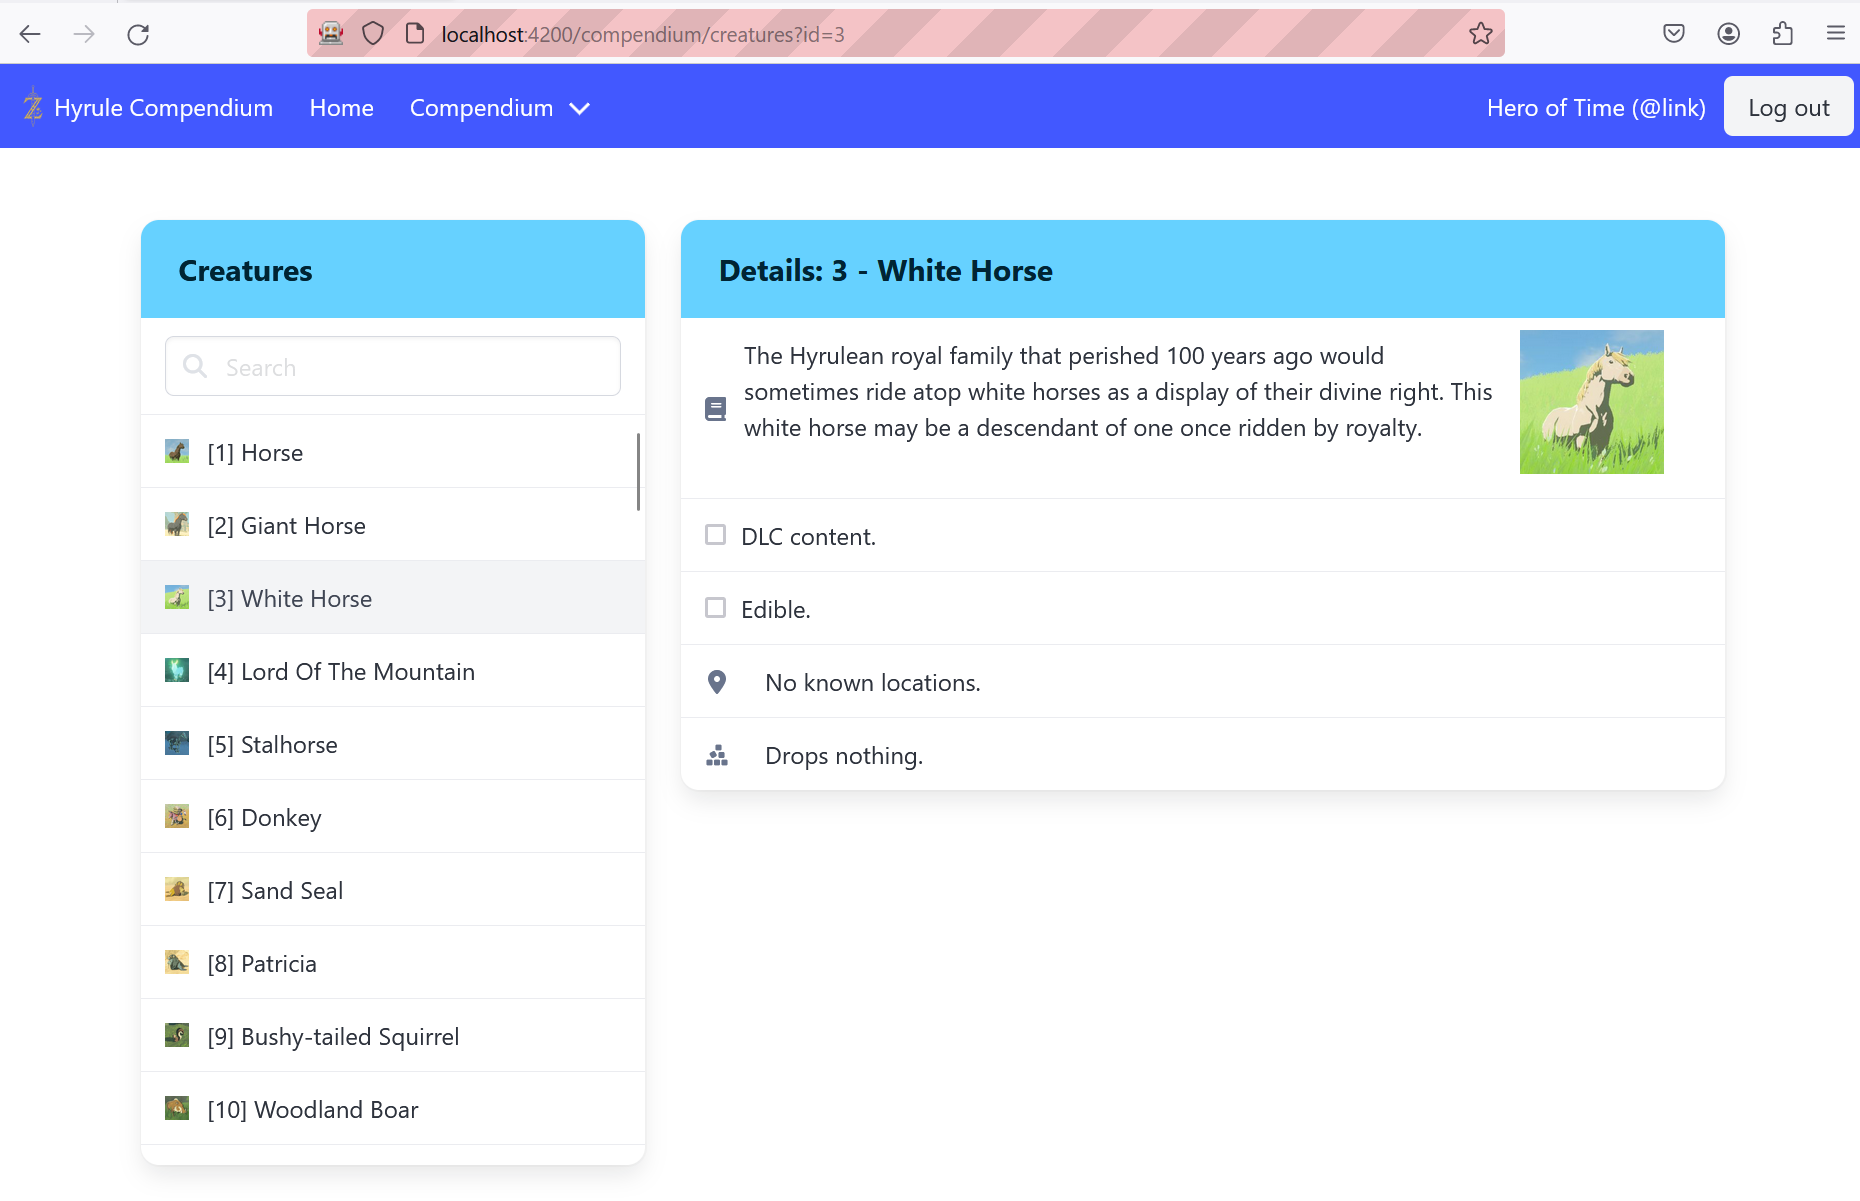 localhost:4200/compendium/creatures?id=3
Hyrule Compendium
Home
Compendium
Hero of Time (@link)
Log out
Creatures
Search
[1] Horse
[2] Giant Horse
[3] White Horse
[4] Lord Of The Mountain
[5] Stalhorse
[6] Donkey
[7] Sand Seal
[8] Patricia
[9] Bushy-tailed Squirrel
[10] Woodland Boar
Details: 3 - White Horse
The Hyrulean royal family that perished 100 years ago would
sometimes ride atop white horses as a display of their divine right. This
white horse may be a descendant of one once ridden by royalty.
DLC content.
Edible.
No known locations.
Drops nothing.